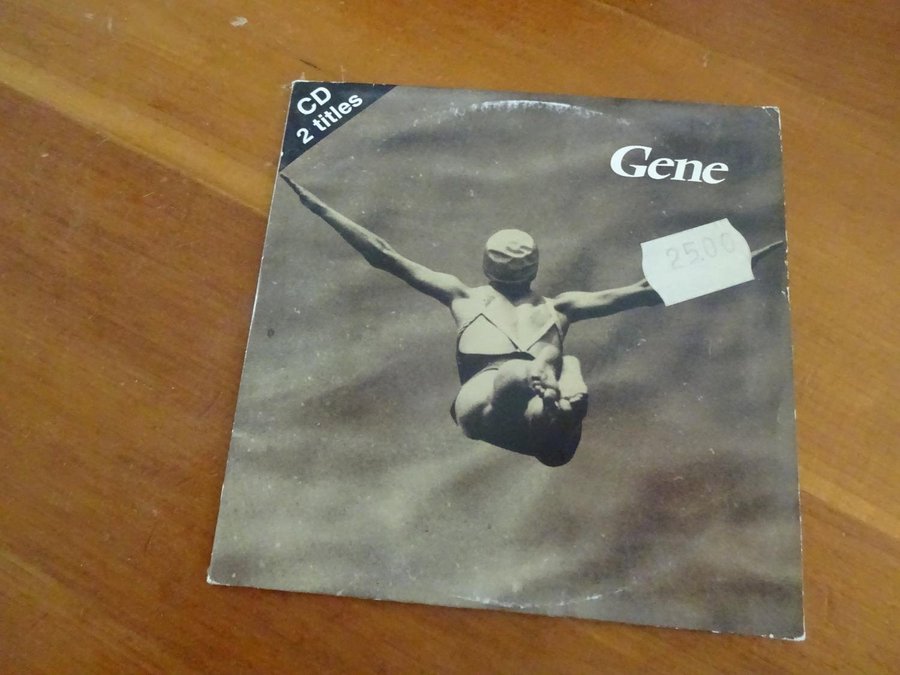 CD
2 titles
Gene
25.00